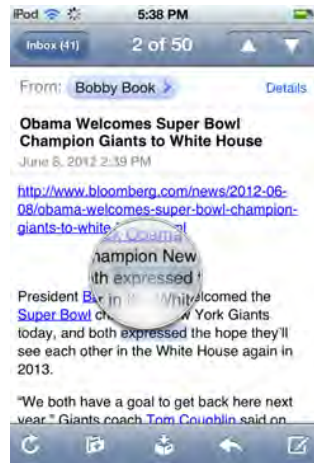 iPod 5:38 PM
Inbox (41) 2 of 50
From: Bobby Book Details
Obama Welcomes Super Bowl
Champion Giants to White House
June 8, 2012 2:39 PM
http://www.bloomberg.com/news/2012-06-
08/obama-welcomes-super-bowl-champion-
giants-to-white
Obama
hampion New
th expressed
in the White
President welcomed the
Super Bowl York Giants
today, and both expressed the hope they'll
see each other in the White House again in
2013.
"We both have a goal to get back here next
year." Giants coach Tom Coughlin said on